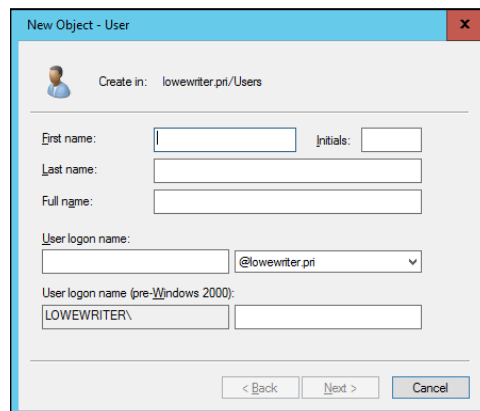 New Object - User
x
Create in: lowewriter.pri/Users
First name: Initials:
Last name:
Full name:
User logon name:
@lowewriter.pri
User logon name (pre-Windows 2000):
LOWEWRITER\
< Back Next > Cancel